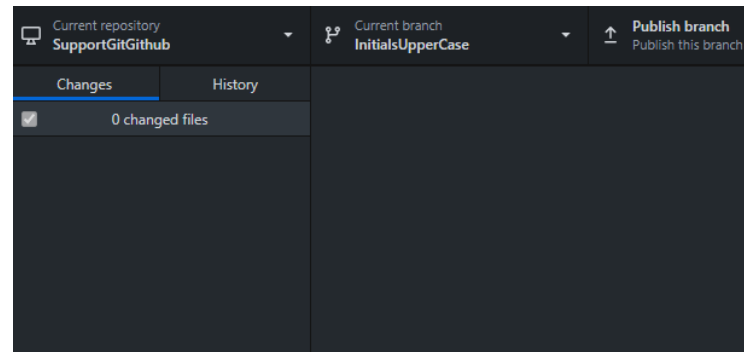 Current repository
SupportGitGithub
Current branch
InitialsUpperCase
Publish branch
Publish this branch
Changes
History
0 changed files